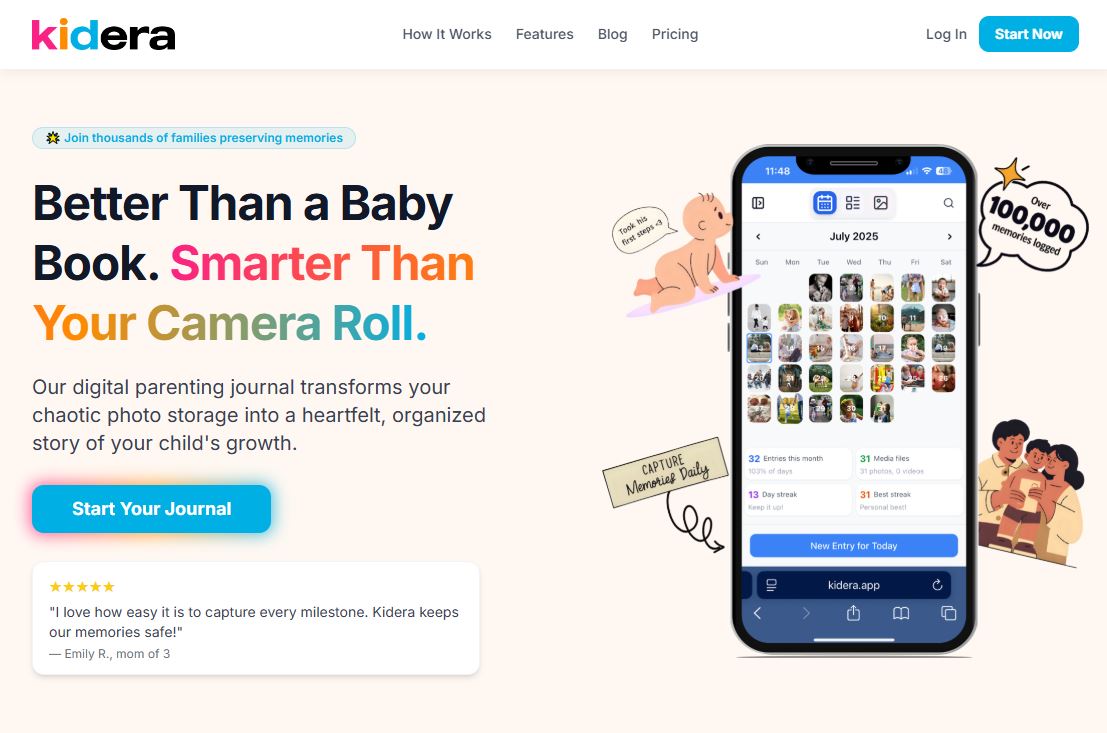 kidera
How It Works Features Blog Pricing
Log In Start Now
Join thousands of families preserving memories
Better Than a Baby
Book. Smarter Than
Your Camera Roll.
Our digital parenting journal transforms your
chaotic photo storage into a heartfelt, organized
story of your child's growth.
Start Your Journal
★★★★★
"I love how easy it is to capture every milestone. Kidera keeps
our memories safe!"
— Emily R., mom of 3
Took his
first steps <3
CAPTURE
Memories Daily
11:48
July 2025
Sun Mon Tue Wed Thu Fri Sat
10 11
32 Entries this month
103% of days
31 Media files
31 photos, 0 videos
13 Day streak
Keep it up!
31 Best streak
Personal best!
New Entry for Today
kidera.app
Over
100,000
memories logged